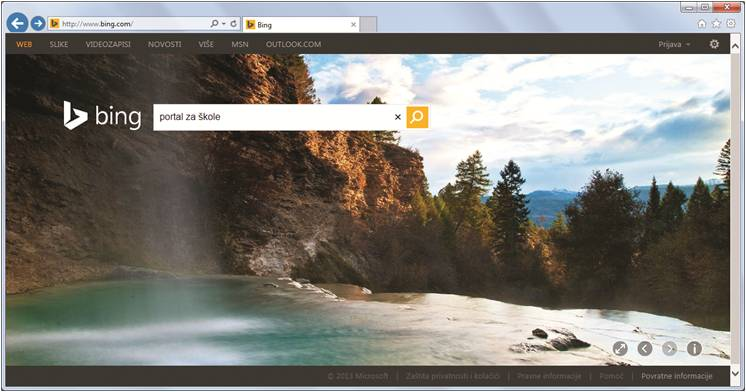 http://www.bing.com/
Bing
WEB SLIKE VIDEOZAPISI NOVOSTI VIŠE MSN OUTLOOK.COM Prijava
bing portal za škole
© 2013 Microsoft | Zaštita privatnosti i kolačići | Pravne informacije | Pomoć | Povratne informacije